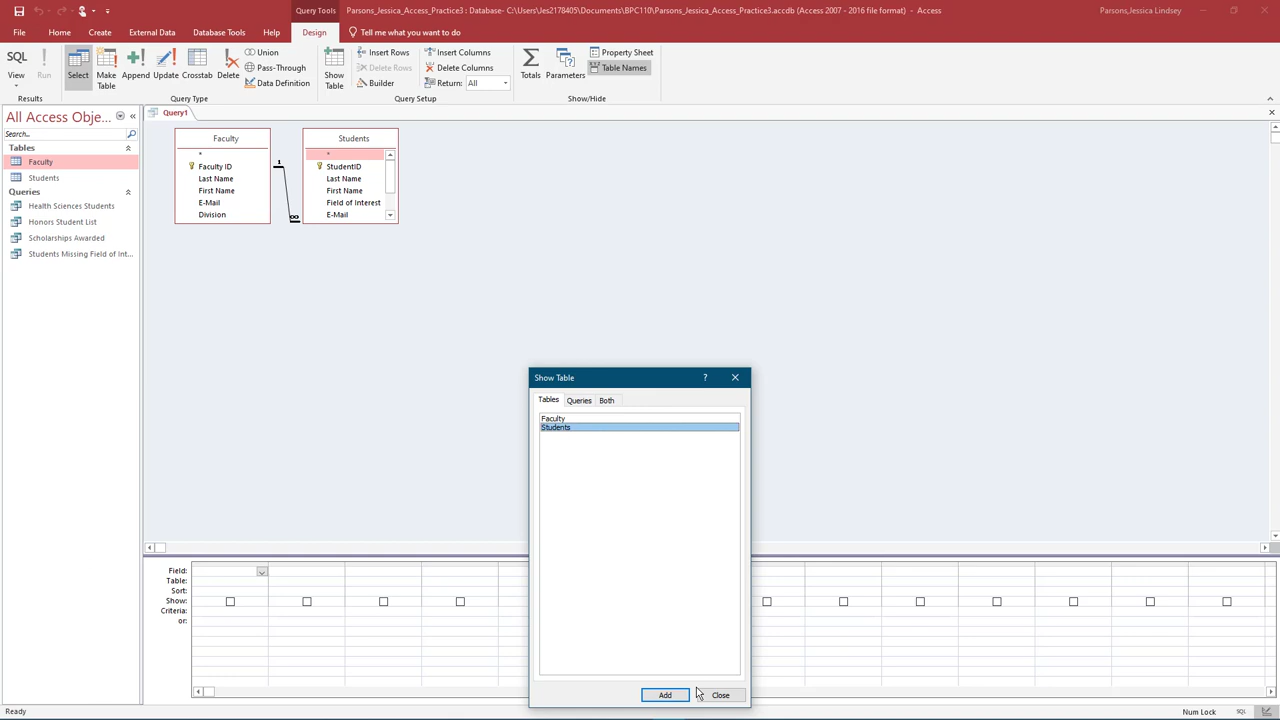 Query Tools
Parsons_Jessica_Access_Practice3 : Database- C:\Users\Jes2178405\Documents\BPC110\Parsons_Jessica_Access_Practice3.accdb (Access 2007 - 2016 file format) - Access
Parsons,Jessica Lindsey
File Home Create External Data Database Tools Help Design Tell me what you want to do
SQL
View
Run
Select
Make
Table
Append
Update
Crosstab
Delete
Union
Pass-Through
Data Definition
Show
Table
Insert Rows
Delete Rows
Builder
Insert Columns
Delete Columns
Return: All
Totals
Parameters
Property Sheet
Table Names
Results
Query Type
Query Setup
Show/Hide
All Access Obje...
Search...
Tables
Faculty
Students
Queries
Health Sciences Students
Honors Student List
Scholarships Awarded
Students Missing Field of Int...
Query1
Faculty
*
Faculty ID
Last Name
First Name
E-Mail
Division
1
∞
Students
*
StudentID
Last Name
First Name
Field of Interest
E-Mail
Show Table
?
Tables Queries Both
Faculty
Students
Add Close
Field:
Table:
Sort:
Show:
Criteria:
or:
Ready
Num Lock
SQL